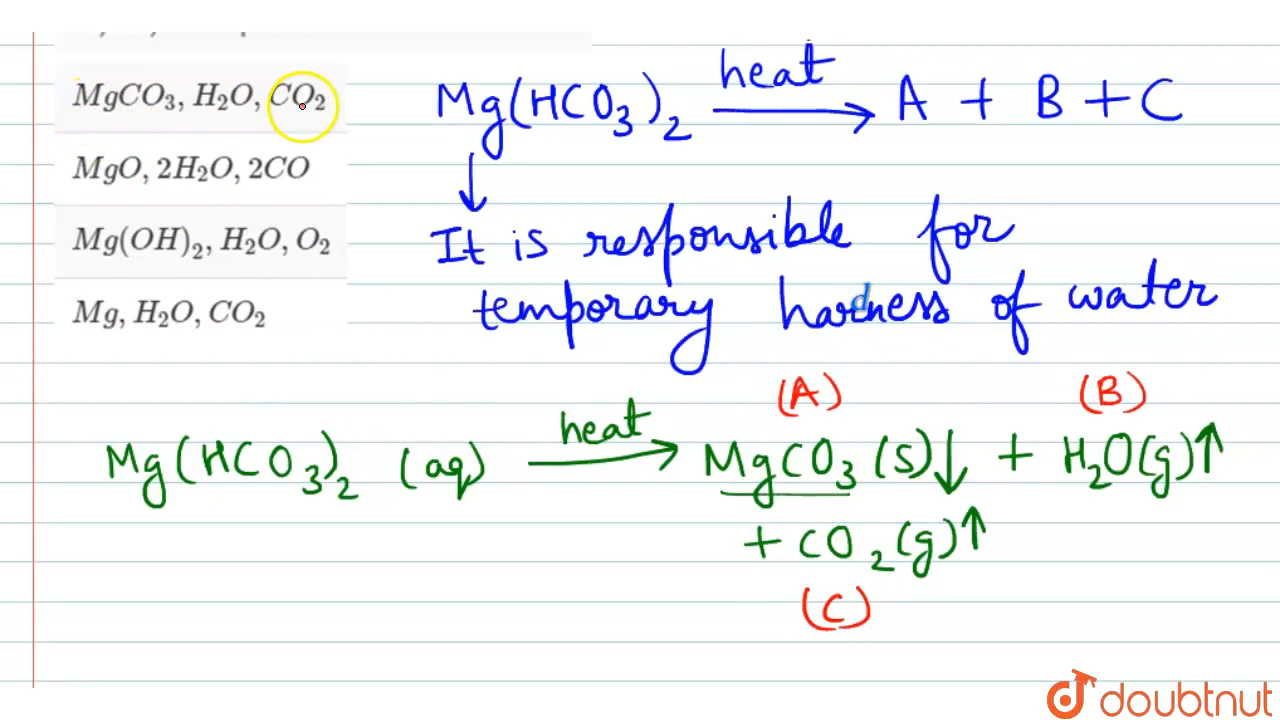 MgCO₃, H₂O, CO₂
MgO, 2H₂O, 2CO
Mg(OH)₂, H₂O, O₂
Mg, H₂O, CO₂
Mg(HCO₃)₂ heat → A + B + C
↓
It is responsible for
temporary hardness of water
(A) (B)
Mg(HCO₃)₂ (aq) heat → MgCO₃(s)↓ + H₂O(g)↑
+ CO₂(g)↑
(C)
doubtnut